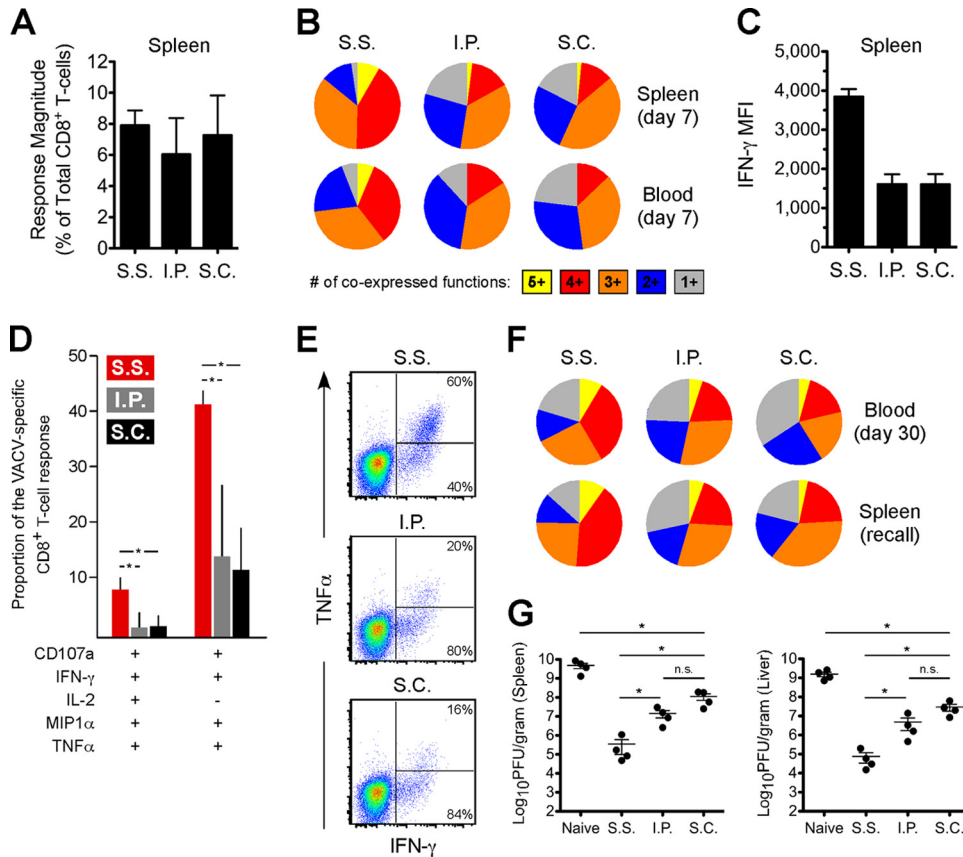 A
Spleen
Response Magnitude
(% of Total CD8⁺ T-cells)
12
10
8
6
4
2
0
S.S. I.P. S.C.
B
S.S. I.P. S.C.
Spleen
(day 7)
Blood
(day 7)
# of co-expressed functions: 5+ 4+ 3+ 2+ 1+
C
Spleen
IFN-γ MFI
5,000
4,000
3,000
2,000
1,000
0
S.S. I.P. S.C.
D
Proportion of the VACV-specific
CD8⁺ T-cell response
50
40
30
20
10
S.S.
I.P.
S.C.
* *
* *
CD107a + +
IFN-γ + +
IL-2 + -
MIP1α + +
TNFα + +
E
S.S.
60%
40%
I.P.
20%
80%
S.C.
16%
84%
TNFα
IFN-γ
F
S.S. I.P. S.C.
Blood
(day 30)
Spleen
(recall)
G
Log₁₀PFU/gram (Spleen)
10
9
8
7
6
5
4
3
2
*
*
* n.s.
Naive S.S. I.P. S.C.
Log₁₀PFU/gram (Liver)
10
9
8
7
6
5
4
3
2
*
*
* n.s.
Naive S.S. I.P. S.C.